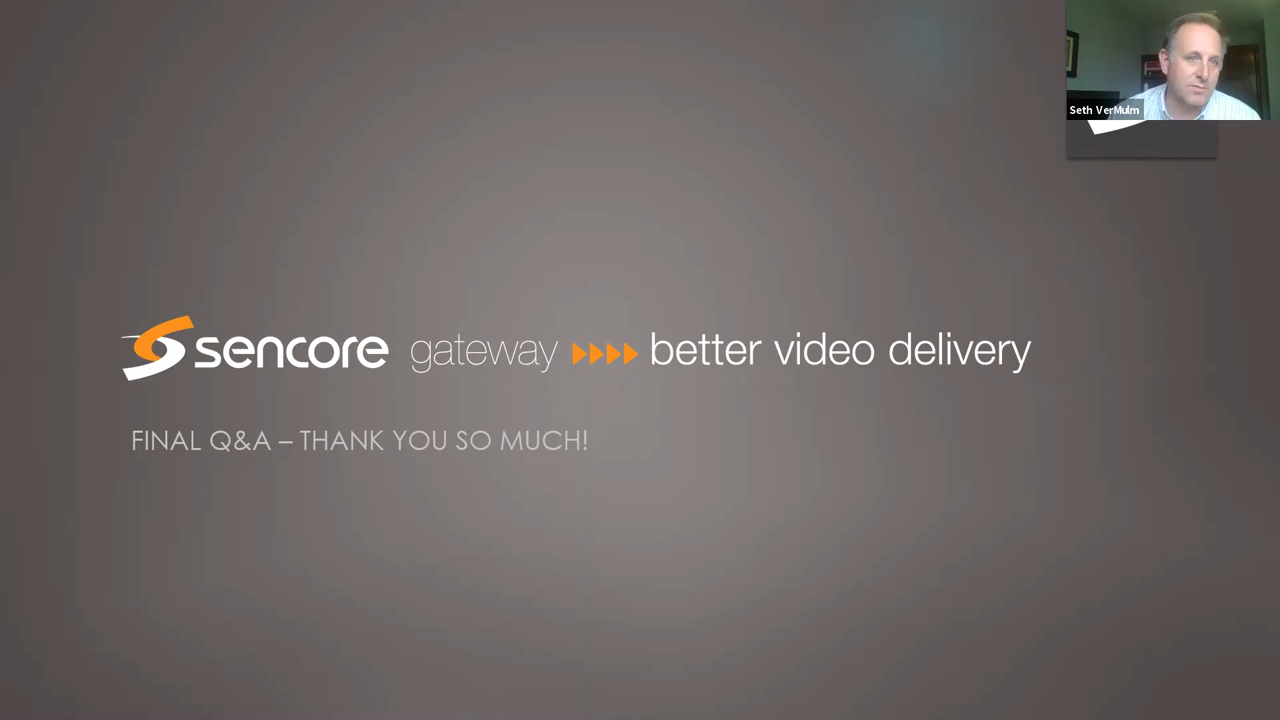 Seth VerMulm
sencore gateway better video delivery
FINAL Q&A – THANK YOU SO MUCH!